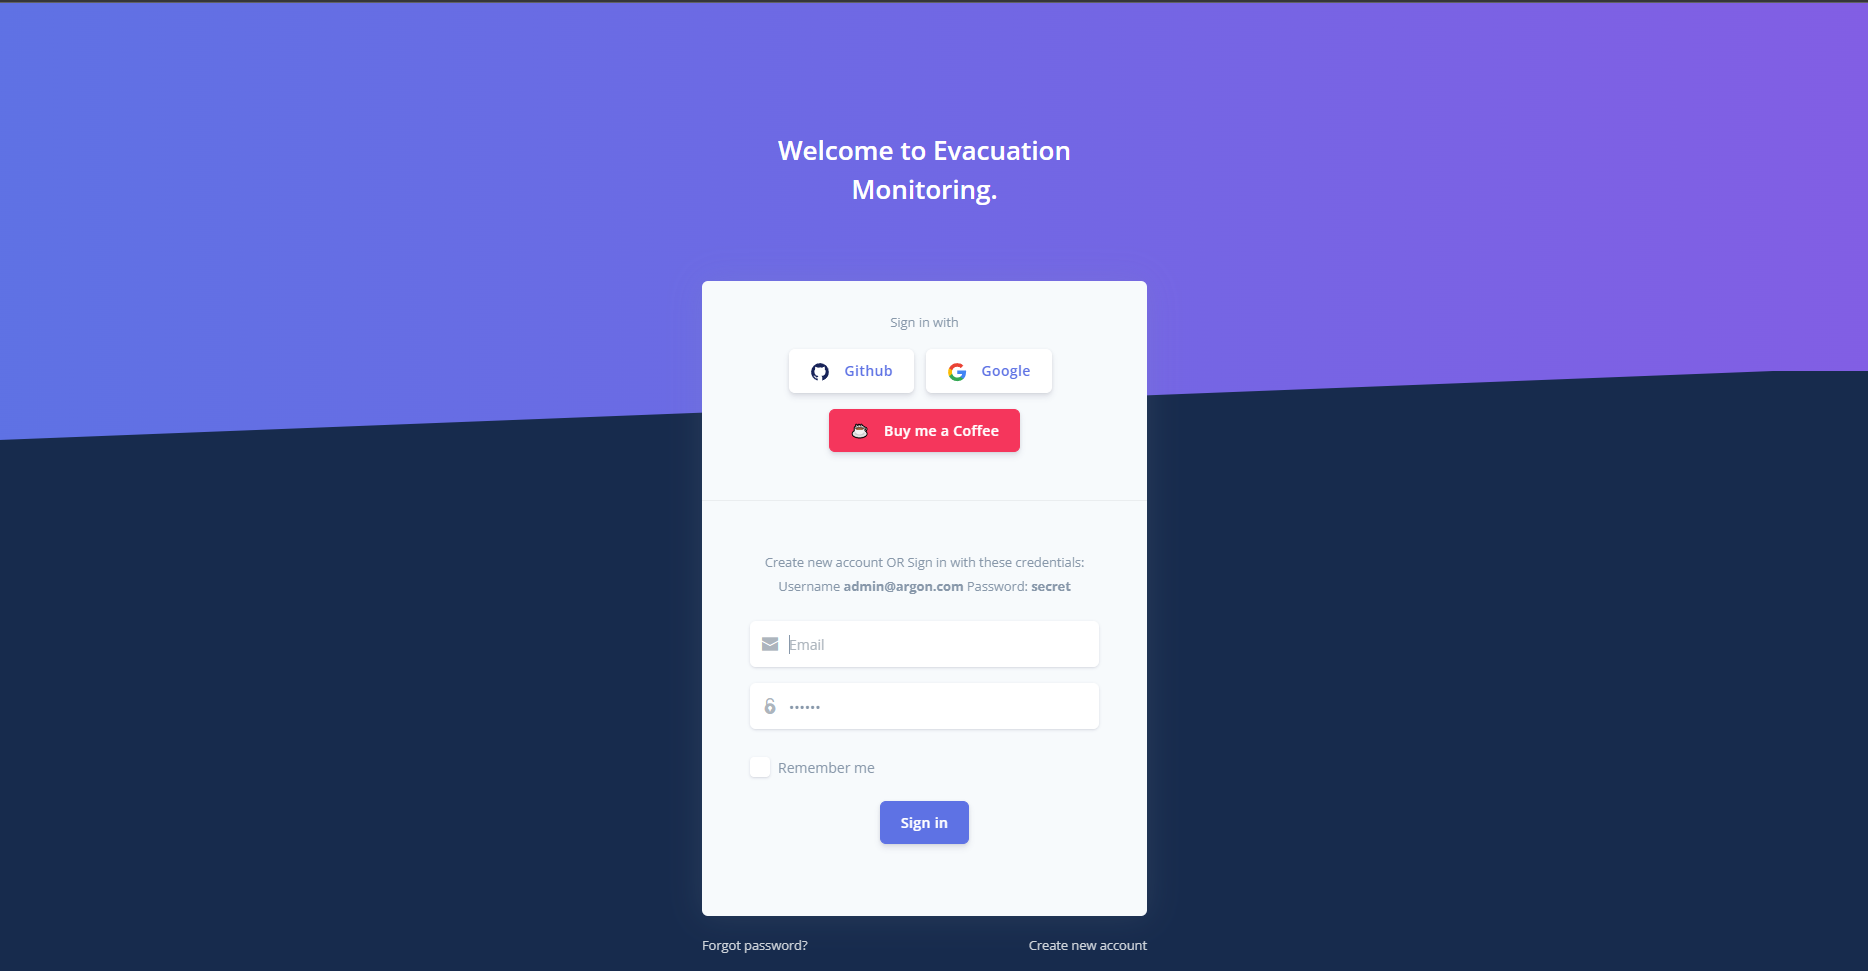 Welcome to Evacuation
Monitoring.
Sign in with
Github
Google
Buy me a Coffee
Create new account OR Sign in with these credentials:
Username admin@argon.com Password: secret
Email
••••••
Remember me
Sign in
Forgot password?
Create new account